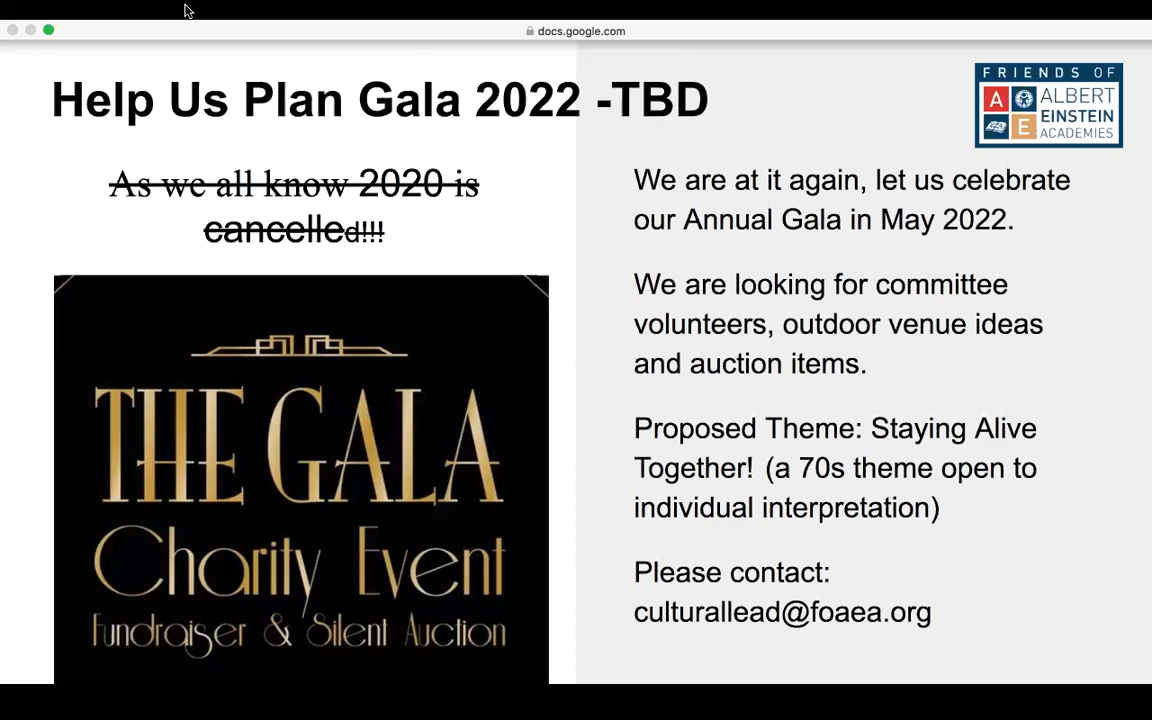 docs.google.com
Help Us Plan Gala 2022 -TBD
FRIENDS OF
A
E
ALBERT
EINSTEIN
ACADEMIES
As we all know 2020 is
cancelled!!!
THE GALA
Charity Event
Fundraiser & Silent Auction
We are at it again, let us celebrate
our Annual Gala in May 2022.
We are looking for committee
volunteers, outdoor venue ideas
and auction items.
Proposed Theme: Staying Alive
Together! (a 70s theme open to
individual interpretation)
Please contact:
culturallead@foaea.org